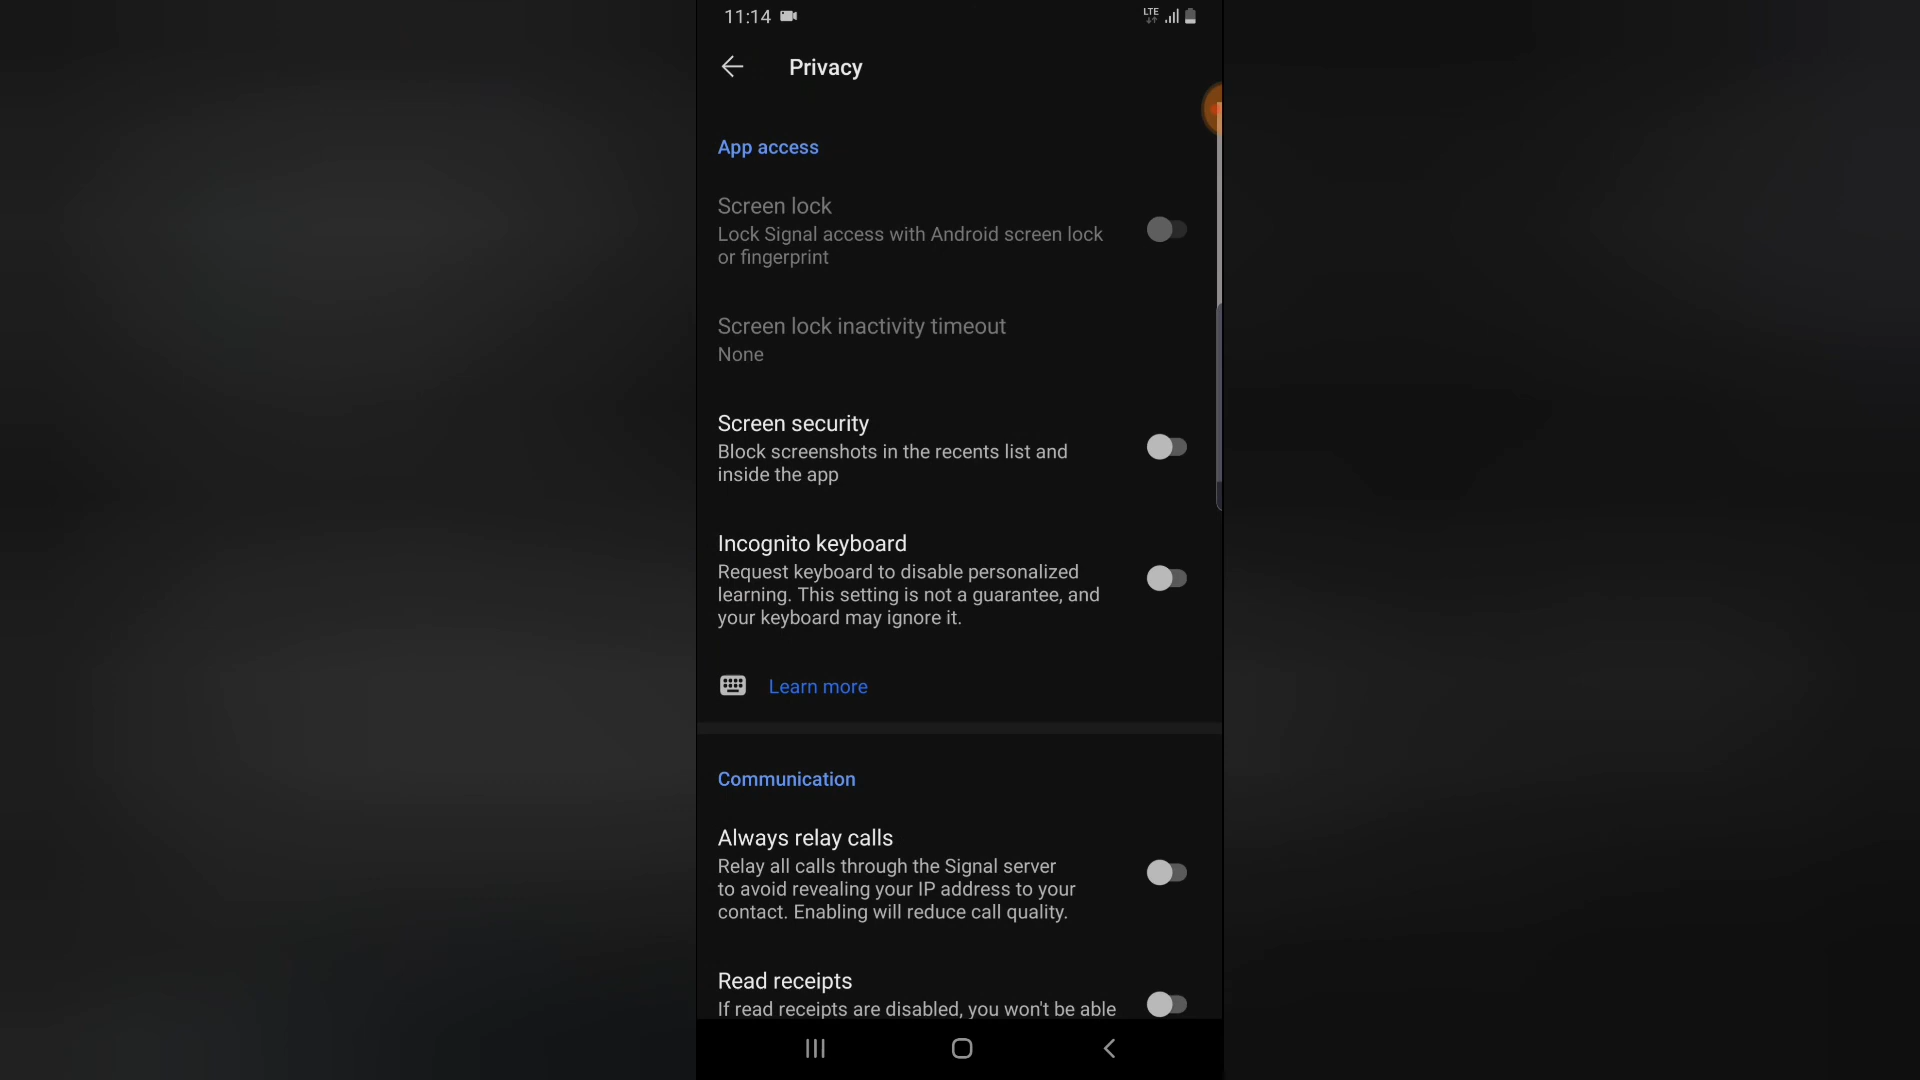 11:14
LTE
Privacy
App access
Screen lock
Lock Signal access with Android screen lock
or fingerprint
Screen lock inactivity timeout
None
Screen security
Block screenshots in the recents list and
inside the app
Incognito keyboard
Request keyboard to disable personalized
learning. This setting is not a guarantee, and
your keyboard may ignore it.
Learn more
Communication
Always relay calls
Relay all calls through the Signal server
to avoid revealing your IP address to your
contact. Enabling will reduce call quality.
Read receipts
If read receipts are disabled, you won't be able